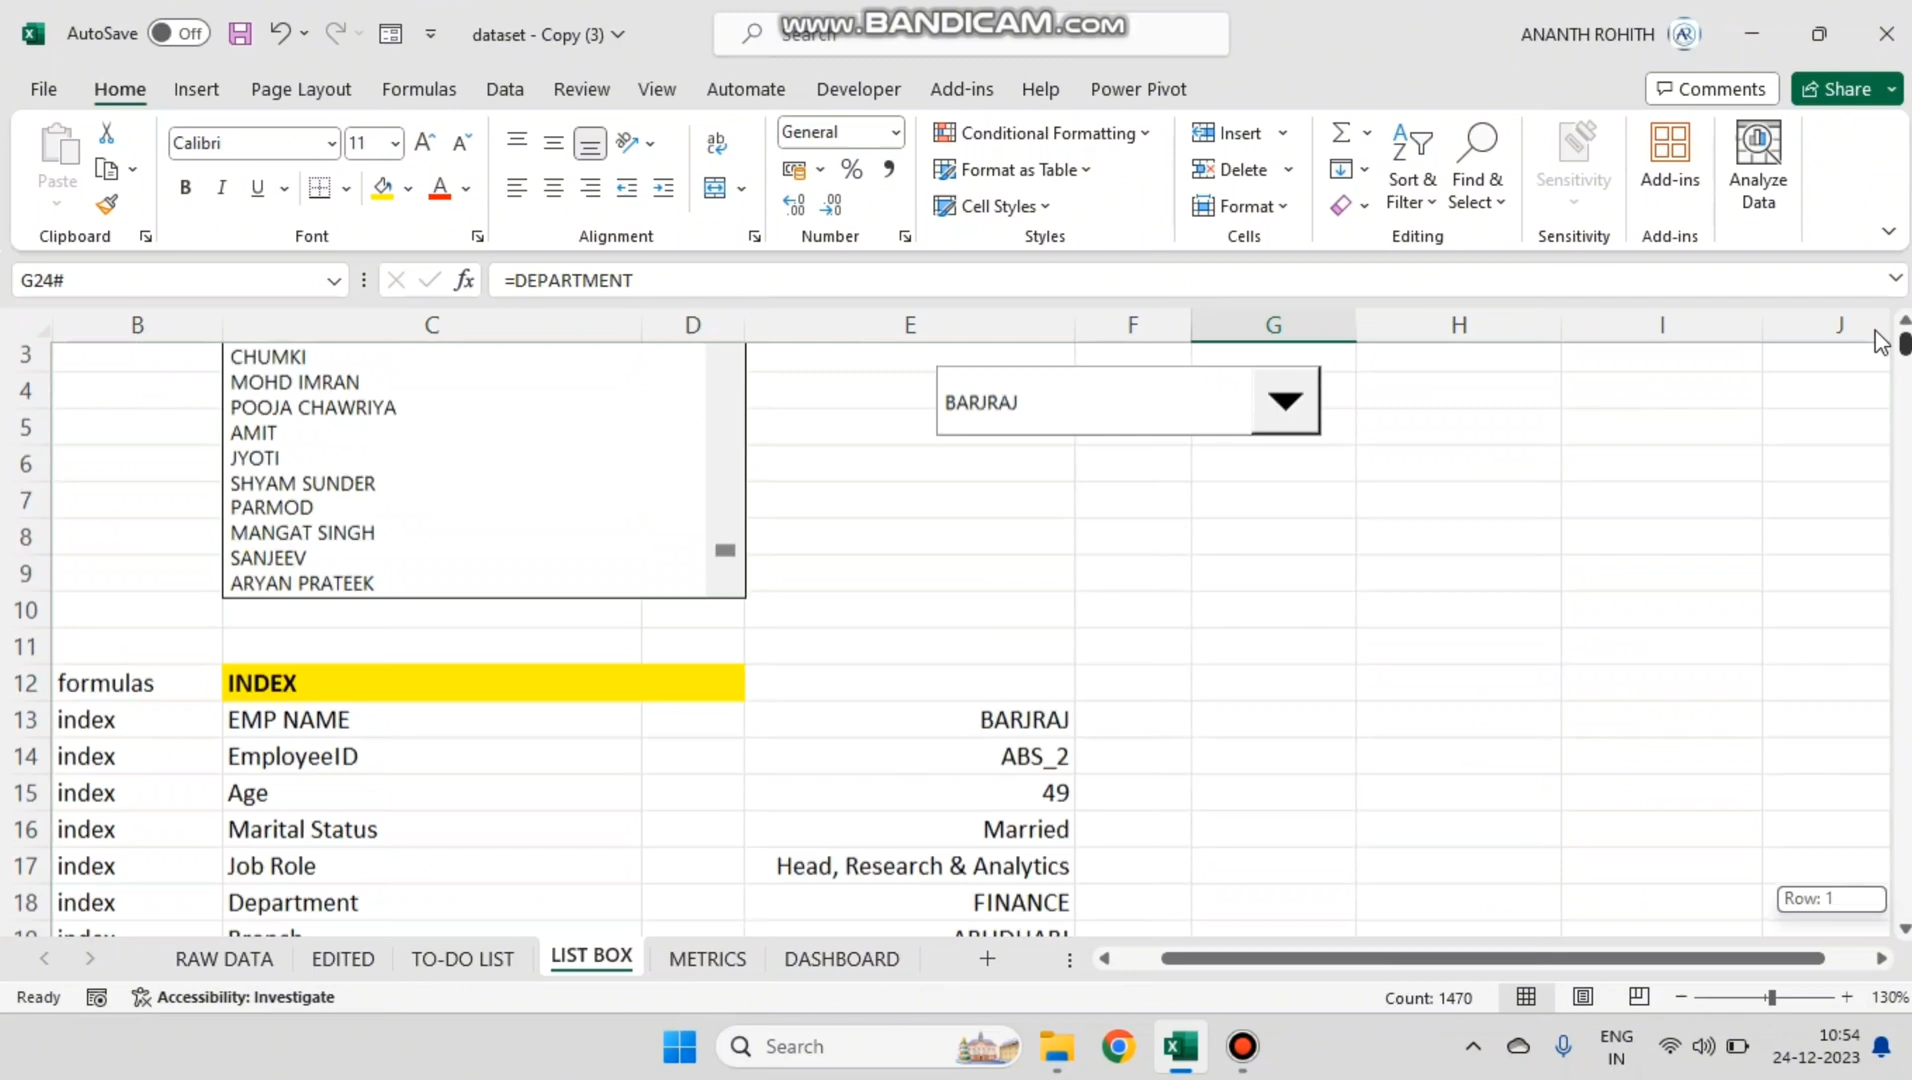 AutoSave Off dataset - Copy (3) www.BANDICAM.com ANANTH ROHITH AR
File Home Insert Page Layout Formulas Data Review View Automate Developer Add-ins Help Power Pivot Comments Share
Paste Calibri 11 General Conditional Formatting Insert
Format as Table Delete Sort & Filter Find & Select Sensitivity Add-ins Analyze Data
Cell Styles Format
Clipboard Font Alignment Number Styles Cells Editing Sensitivity Add-ins
G24# fx =DEPARTMENT
B C D E F G H I J
3 CHUMKI
4 MOHD IMRAN BARJRAJ
POOJA CHAWRIYA
5 AMIT
6 JYOTI
SHYAM SUNDER
7 PARMOD
8 MANGAT SINGH
SANJEEV
9 ARYAN PRATEEK
10
11
12 formulas INDEX
13 index EMP NAME BARJRAJ
14 index EmployeeID ABS_2
15 index Age 49
16 index Marital Status Married
17 index Job Role Head, Research & Analytics
18 index Department FINANCE Row: 1
RAW DATA EDITED TO-DO LIST LIST BOX METRICS DASHBOARD
Ready Accessibility: Investigate Count: 1470 130%
Search ENG IN 10:54 24-12-2023